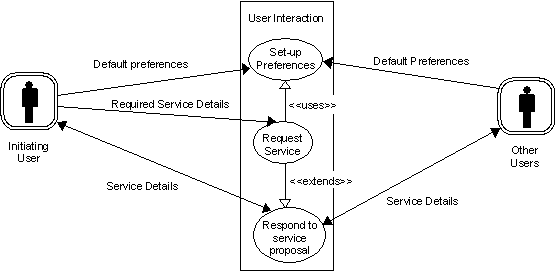 User Interaction
Set-up
Preferences
Default preferences
Default Preferences
Required Service Details
<<uses>>
Initiating
User
Request
Service
Other
Users
<<extends>>
Service Details
Service Details
Respond to
service
proposal